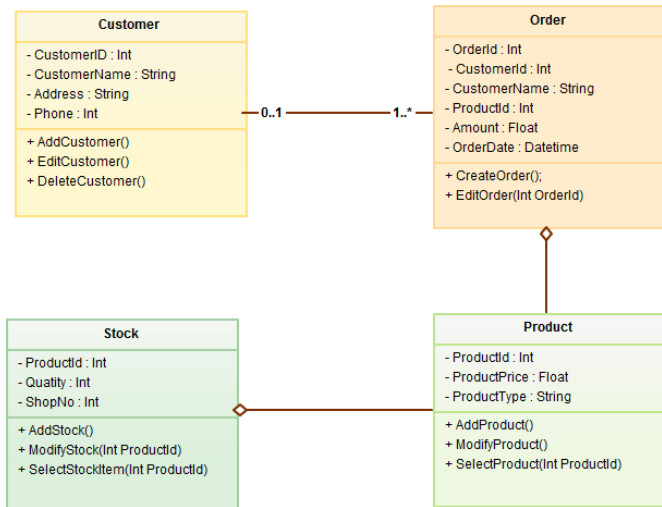 Customer
- CustomerID : Int
- CustomerName : String
- Address : String
- Phone : Int
+ AddCustomer()
+ EditCustomer()
+ DeleteCustomer()
0..1
1..*
Order
- OrderId : Int
- CustomerId : Int
- CustomerName : String
- ProductId : Int
- Amount : Float
- OrderDate : Datetime
+ CreateOrder();
+ EditOrder(Int OrderId)
Stock
- ProductId : Int
- Quatity : Int
- ShopNo : Int
+ AddStock()
+ ModifyStock(Int ProductId)
+ SelectStockItem(Int ProductId)
Product
- ProductId : Int
- ProductPrice : Float
- ProductType : String
+ AddProduct()
+ ModifyProduct()
+ SelectProduct(Int ProductId)